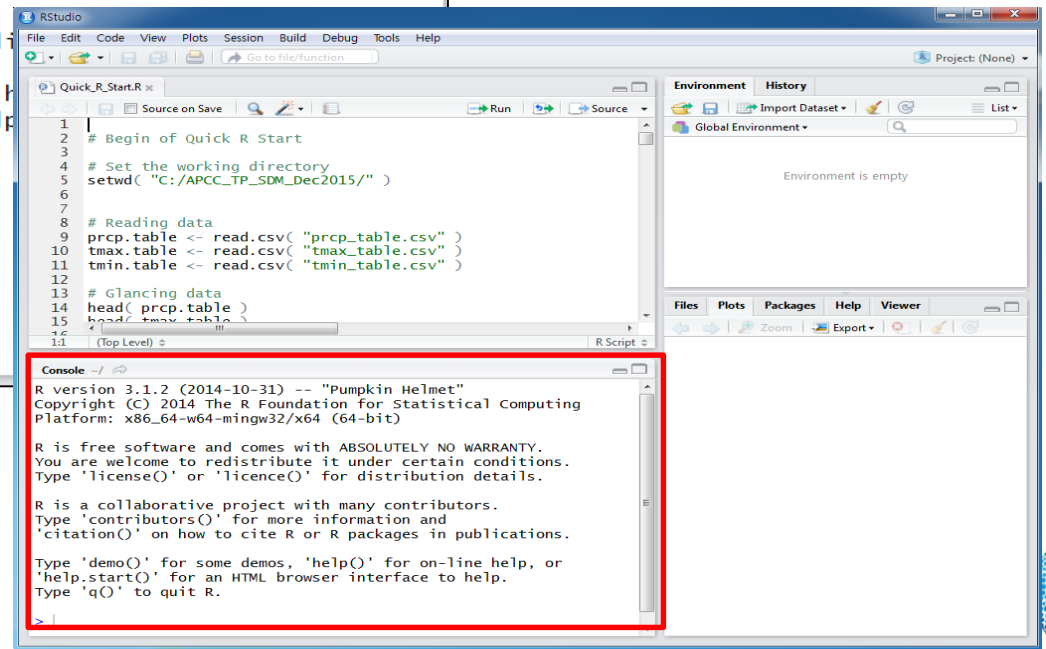 RStudio
File Edit Code View Plots Session Build Debug Tools Help
Go to file/function
Project: (None)
Quick_R_Start.R
Source on Save
Run
Source
1
2 # Begin of Quick R Start
3
4 # Set the working directory
5 setwd( "C:/APCC_TP_SDM_Dec2015/" )
6
7
8 # Reading data
9 prcp.table <- read.csv( "prcp_table.csv" )
10 tmax.table <- read.csv( "tmax_table.csv" )
11 tmin.table <- read.csv( "tmin_table.csv" )
12
13 # Glancing data
14 head( prcp.table )
15 head( tmax.table )
16
1:1 (Top Level) R Script
Console ~/
R version 3.1.2 (2014-10-31) -- "Pumpkin Helmet"
Copyright (C) 2014 The R Foundation for Statistical Computing
Platform: x86_64-w64-mingw32/x64 (64-bit)
R is free software and comes with ABSOLUTELY NO WARRANTY.
You are welcome to redistribute it under certain conditions.
Type 'license()' or 'licence()' for distribution details.
R is a collaborative project with many contributors.
Type 'contributors()' for more information and
'citation()' on how to cite R or R packages in publications.
Type 'demo()' for some demos, 'help()' for on-line help, or
'help.start()' for an HTML browser interface to help.
Type 'q()' to quit R.
>
Environment History
Import Dataset
List
Global Environment
Environment is empty
Files Plots Packages Help Viewer
Zoom Export